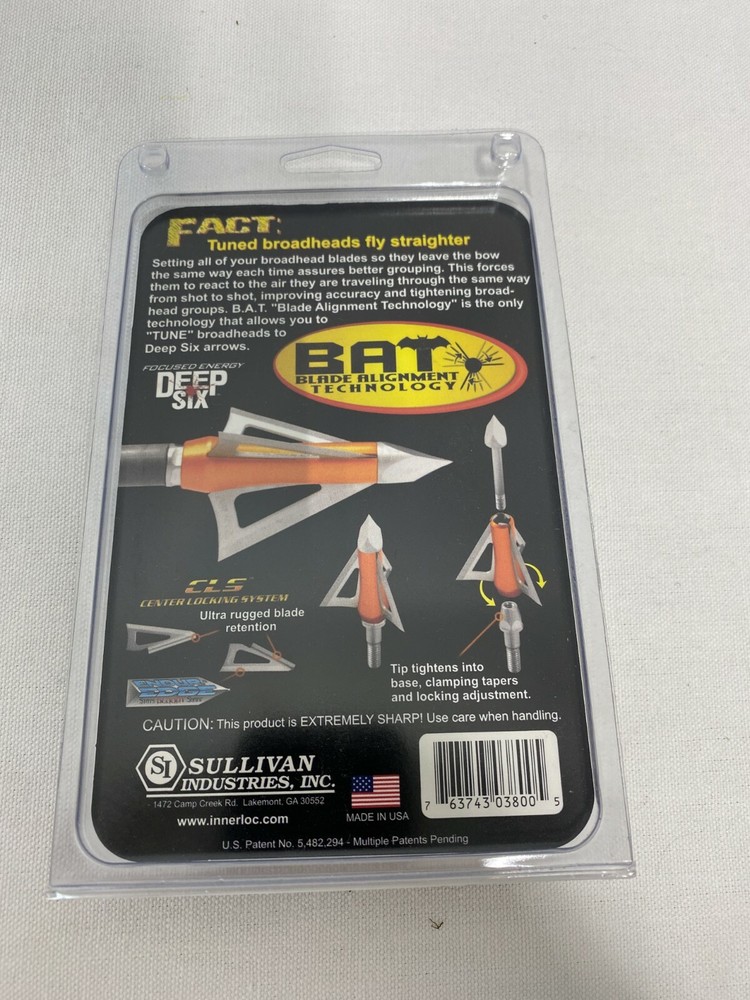 FACT:
Tuned broadheads fly straighter
Setting all of your broadhead blades so they leave the bow
the same way each time assures better grouping. This forces
them to react to the air they are traveling through the same way
from shot to shot, improving accuracy and tightening broad-
head groups. B.A.T. "Blade Alignment Technology" is the only
technology that allows you to
"TUNE" broadheads to
Deep Six arrows.
BAT
BLADE ALIGNMENT
TECHNOLOGY
FOCUSED ENERGY
DEEP
SIX™
CLS™
CENTER LOCKING SYSTEM
Ultra rugged blade
retention
EDGE
Tip tightens into
base, clamping tapers
and locking adjustment.
CAUTION: This product is EXTREMELY SHARP! Use care when handling.
SI
SULLIVAN
INDUSTRIES, INC.
1472 Camp Creek Rd. Lakemont, GA 30552
www.innerloc.com
MADE IN USA
7 63743 03800 5
U.S. Patent No. 5,482,294 - Multiple Patents Pending